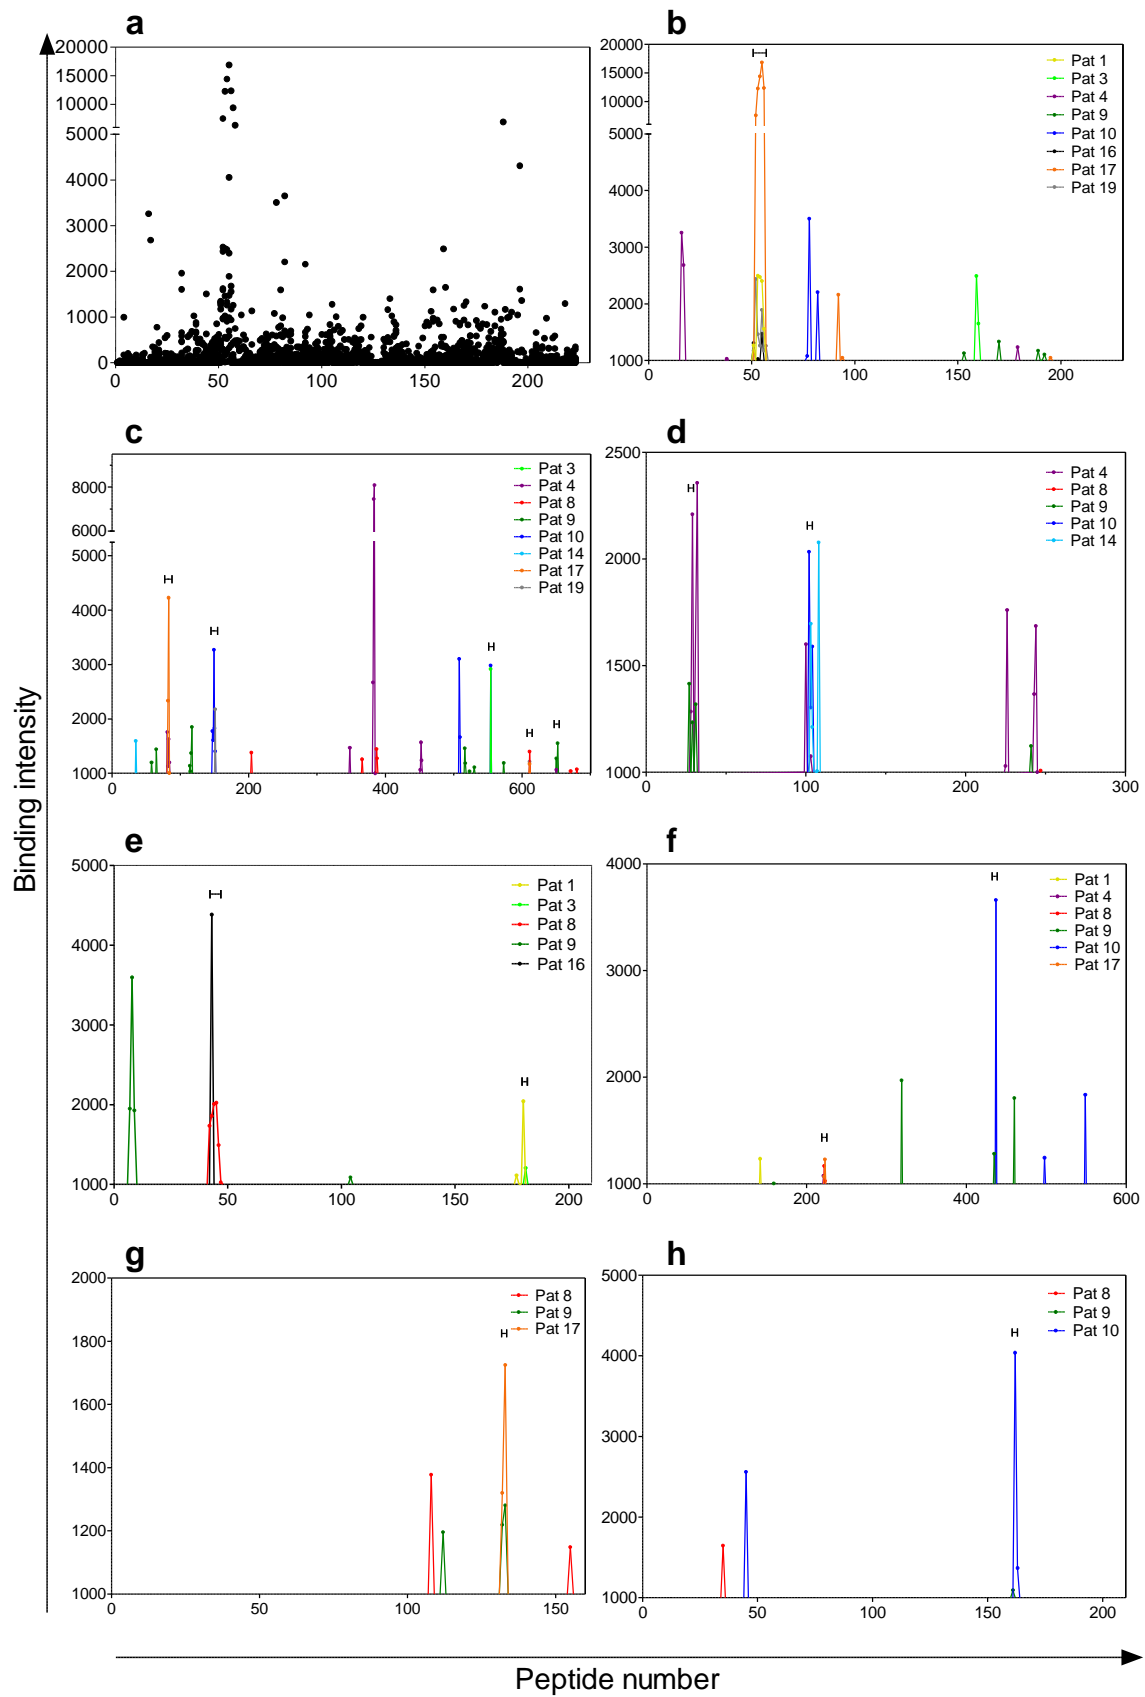 a
20000
15000
10000
5000
4000
3000
2000
1000
0
0 50 100 150 200
b
20000
15000
10000
5000
4000
3000
2000
1000
0 50 100 150 200
Pat 1
Pat 3
Pat 4
Pat 9
Pat 10
Pat 16
Pat 17
Pat 19
c
8000
6000
5000
4000
3000
2000
1000
0 200 400 600
Pat 3
Pat 4
Pat 8
Pat 9
Pat 10
Pat 14
Pat 17
Pat 19
d
2500
2000
1500
1000
0 100 200 300
Pat 4
Pat 8
Pat 9
Pat 10
Pat 14
Binding intensity
e
5000
4000
3000
2000
1000
0 50 100 150 200
Pat 1
Pat 3
Pat 8
Pat 9
Pat 16
f
4000
3000
2000
1000
0 200 400 600
Pat 1
Pat 4
Pat 8
Pat 9
Pat 10
Pat 17
g
2000
1800
1600
1400
1200
1000
0 50 100 150
Pat 8
Pat 9
Pat 17
h
5000
4000
3000
2000
1000
0 50 100 150 200
Pat 8
Pat 9
Pat 10
Peptide number